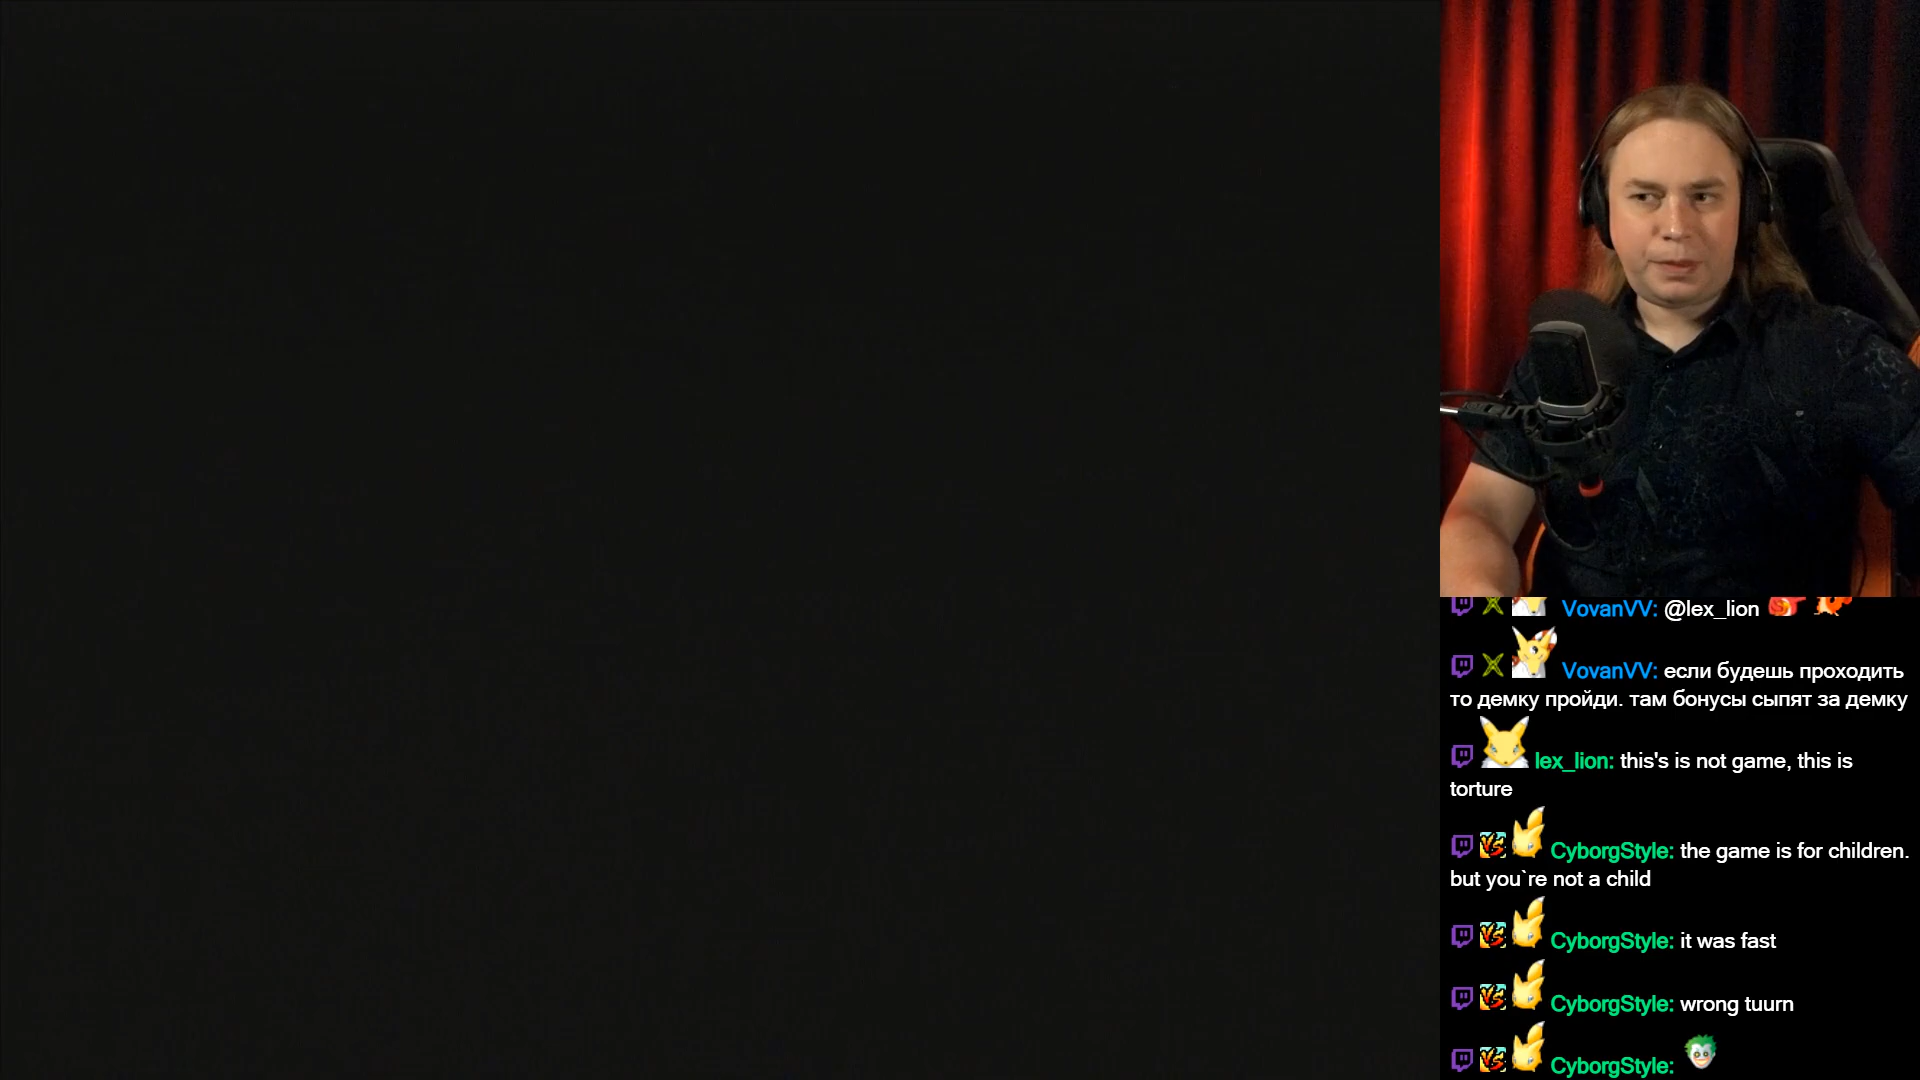 VovanVV: @lex_lion
VovanVV: если будешь проходить
то демку пройди. там бонусы сыпят за демку
lex_lion: this's is not game, this is
torture
CyborgStyle: the game is for children.
but you`re not a child
CyborgStyle: it was fast
CyborgStyle: wrong tuurn
CyborgStyle: